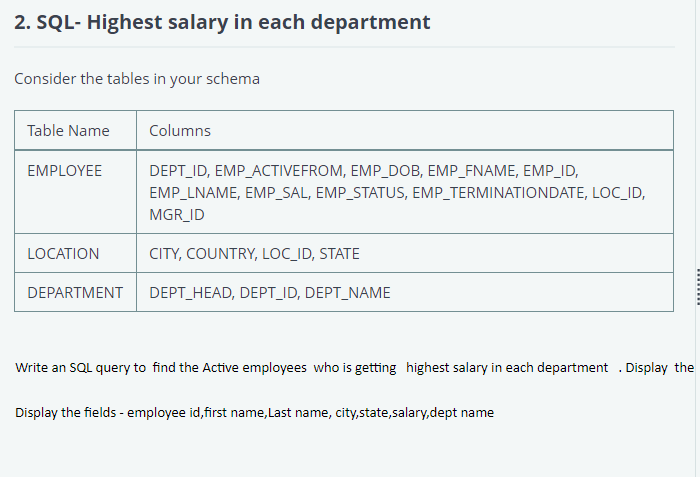 2. SQL- Highest salary in each department
Consider the tables in your schema
Table Name Columns
EMPLOYEE DEPT_ID, EMP_ACTIVEFROM, EMP_DOB, EMP_FNAME, EMP_ID,
EMP_LNAME, EMP_SAL, EMP_STATUS, EMP_TERMINATIONDATE, LOC_ID,
MGR_ID
LOCATION CITY, COUNTRY, LOC_ID, STATE
DEPARTMENT DEPT_HEAD, DEPT_ID, DEPT_NAME
Write an SQL query to find the Active employees who is getting highest salary in each department . Display the
Display the fields - employee id,first name,Last name, city,state,salary,dept name